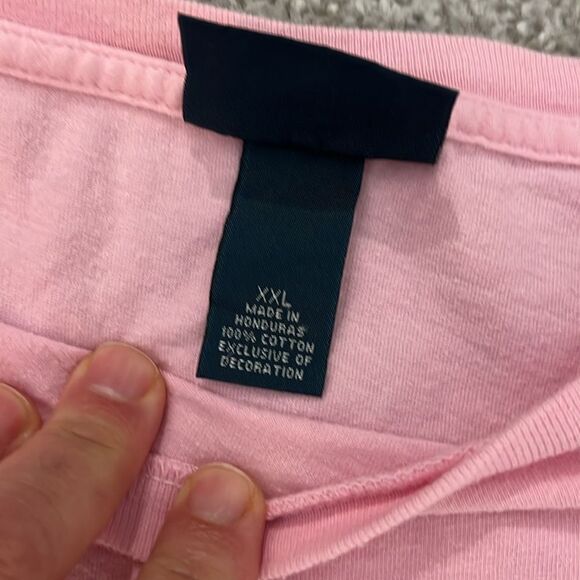 XXL
MADE IN
HONDURAS
100% COTTON
EXCLUSIVE OF
DECORATION